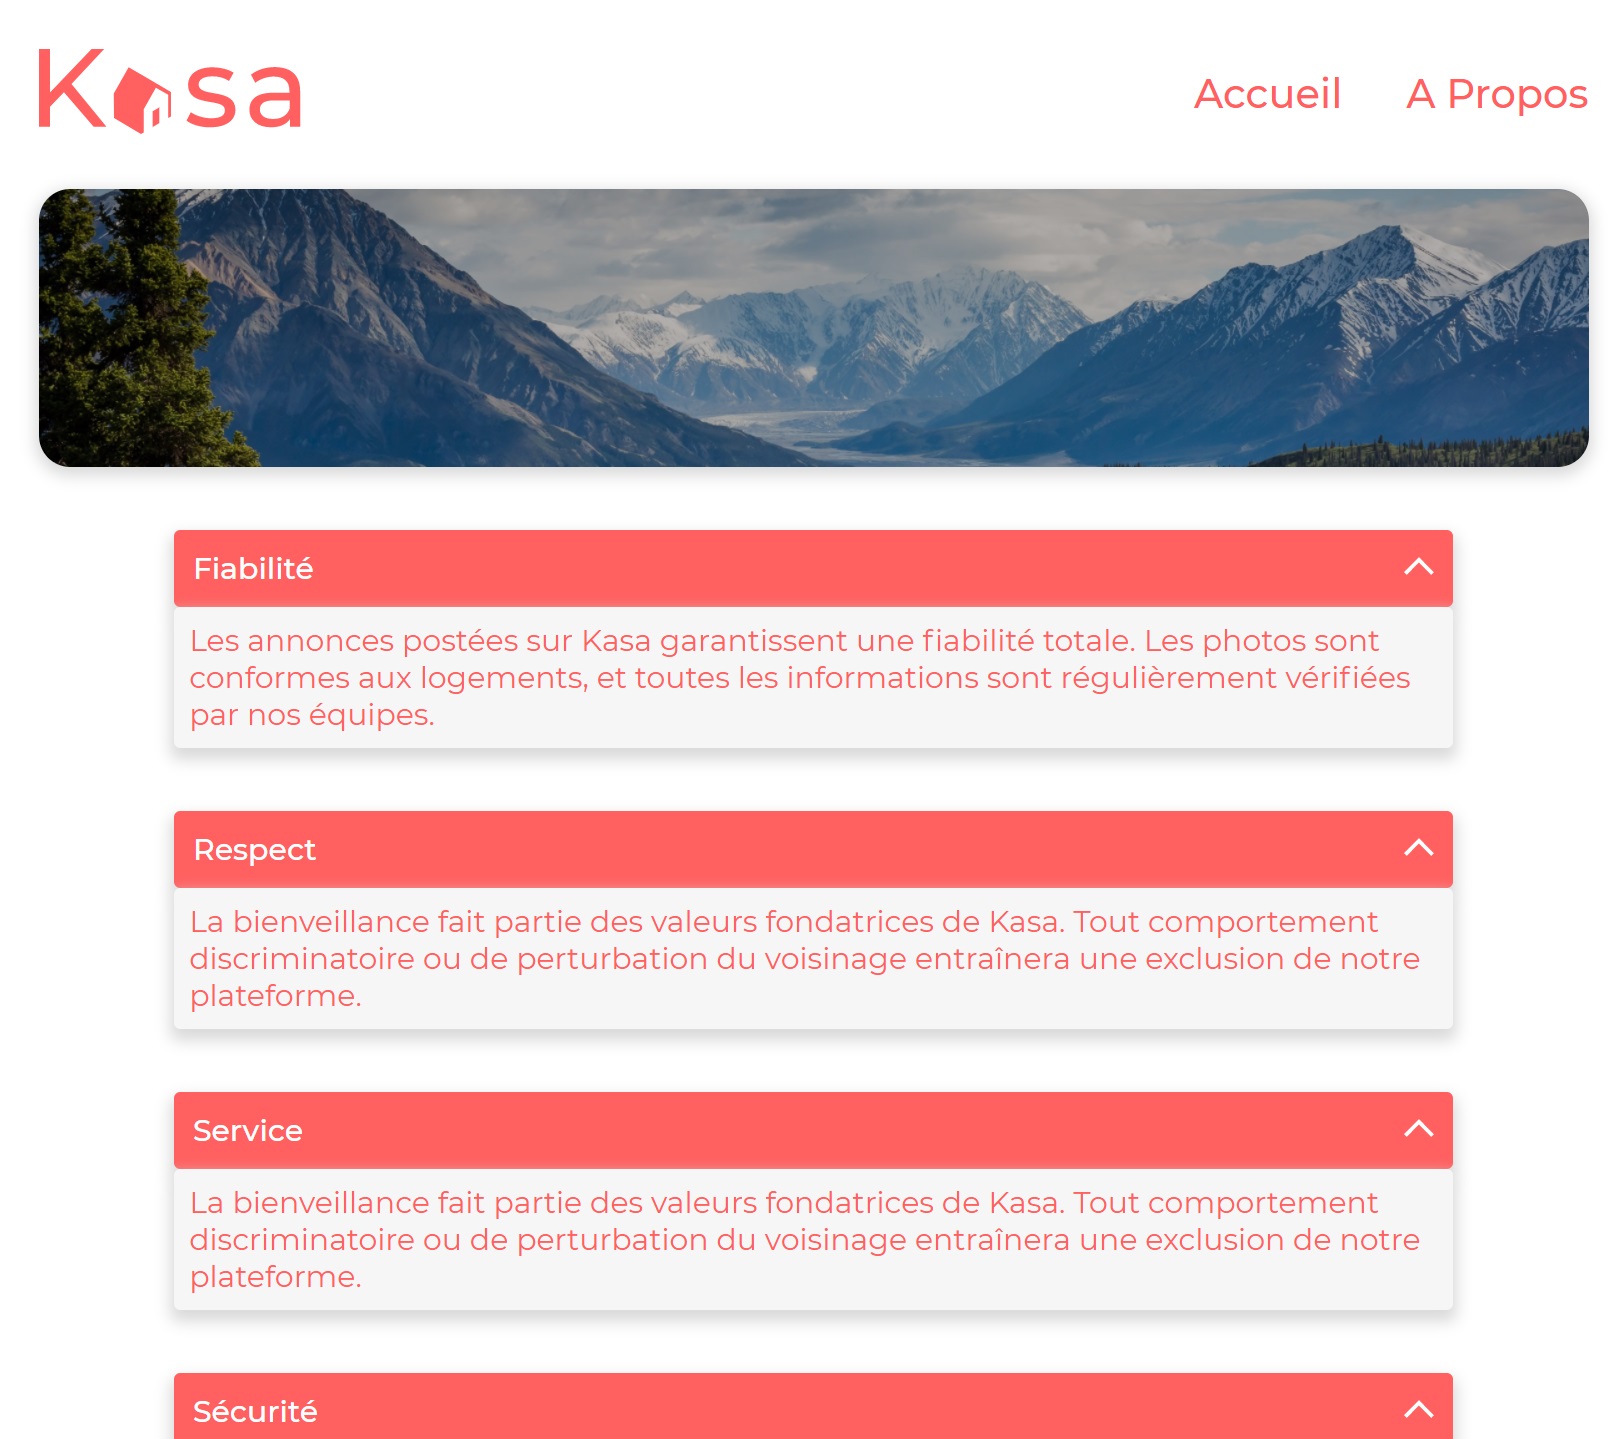 Kasa
Accueil A Propos
Fiabilité
Les annonces postées sur Kasa garantissent une fiabilité totale. Les photos sont
conformes aux logements, et toutes les informations sont régulièrement vérifiées
par nos équipes.
Respect
La bienveillance fait partie des valeurs fondatrices de Kasa. Tout comportement
discriminatoire ou de perturbation du voisinage entraînera une exclusion de notre
plateforme.
Service
La bienveillance fait partie des valeurs fondatrices de Kasa. Tout comportement
discriminatoire ou de perturbation du voisinage entraînera une exclusion de notre
plateforme.
Sécurité